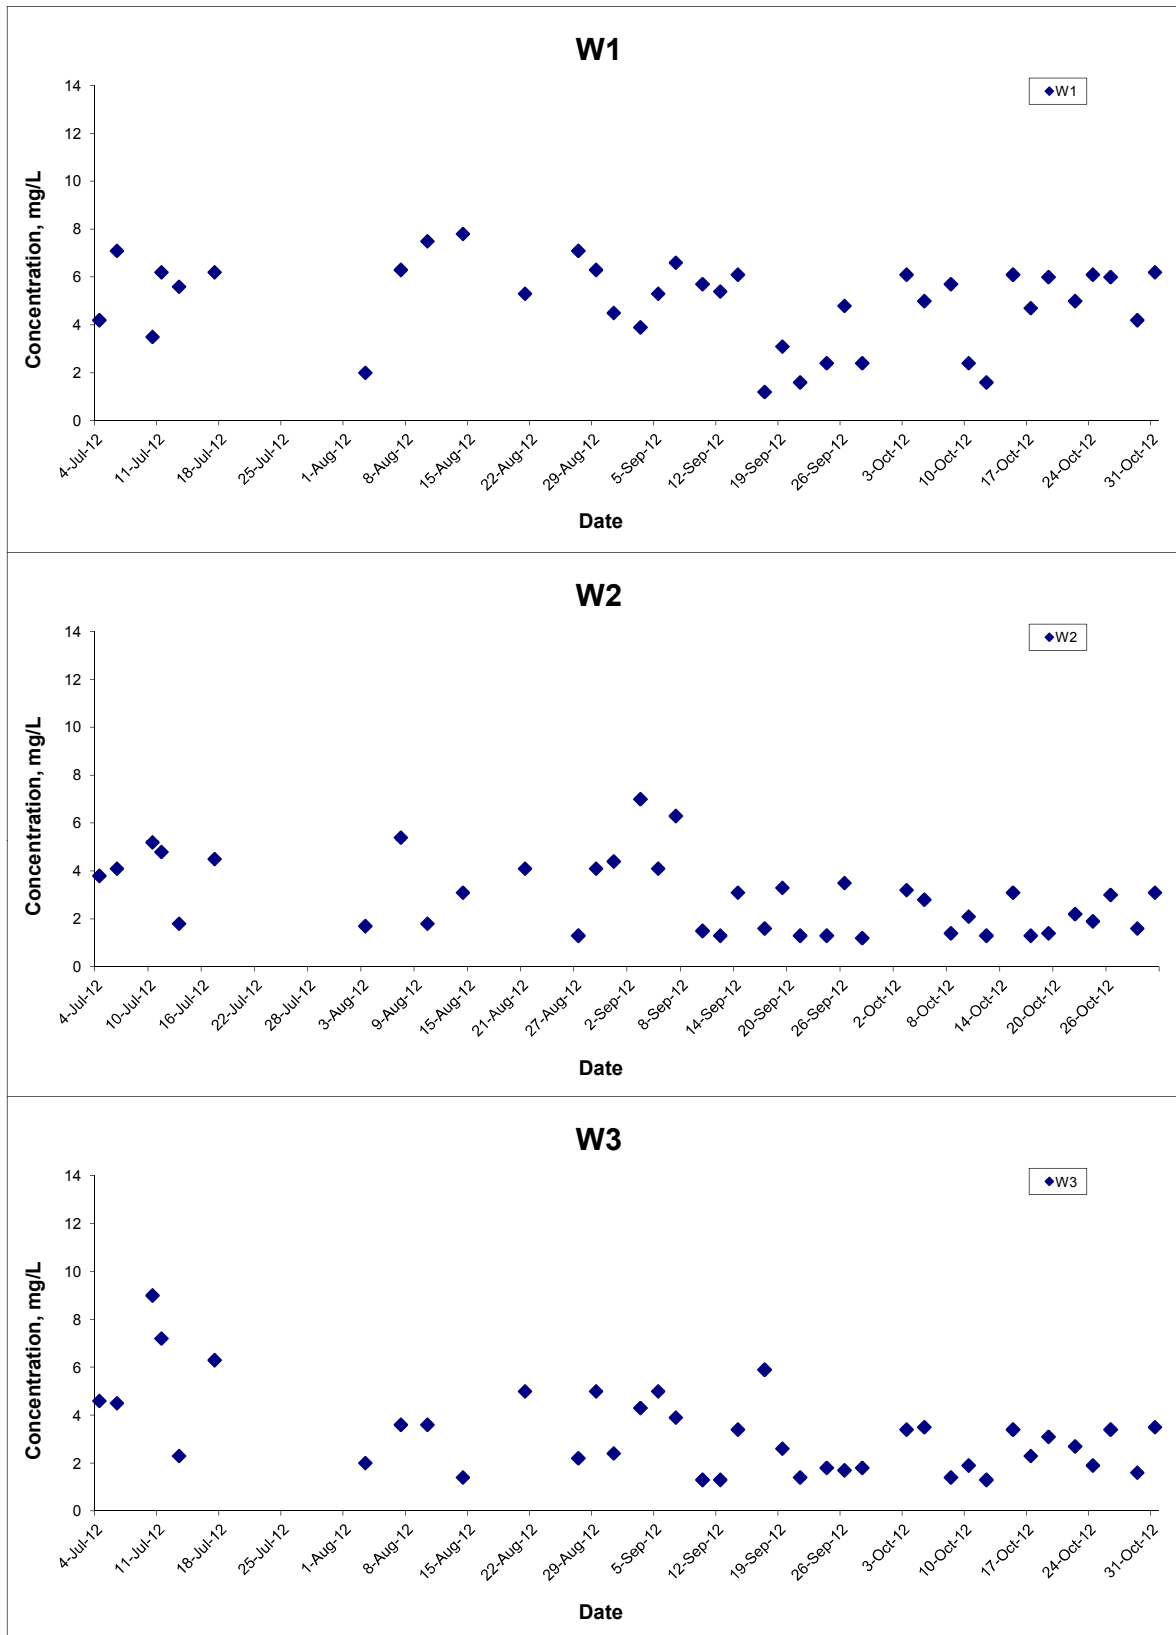 W1
W1
14
12
10
8
6
4
2
0
Concentration, mg/L
4-Jul-12
11-Jul-12
18-Jul-12
25-Jul-12
1-Aug-12
8-Aug-12
15-Aug-12
22-Aug-12
29-Aug-12
5-Sep-12
12-Sep-12
19-Sep-12
26-Sep-12
3-Oct-12
10-Oct-12
17-Oct-12
24-Oct-12
31-Oct-12
Date
W2
W2
14
12
10
8
6
4
2
0
Concentration, mg/L
4-Jul-12
10-Jul-12
16-Jul-12
22-Jul-12
28-Jul-12
3-Aug-12
9-Aug-12
15-Aug-12
21-Aug-12
27-Aug-12
2-Sep-12
8-Sep-12
14-Sep-12
20-Sep-12
26-Sep-12
2-Oct-12
8-Oct-12
14-Oct-12
20-Oct-12
26-Oct-12
Date
W3
W3
14
12
10
8
6
4
2
0
Concentration, mg/L
4-Jul-12
11-Jul-12
18-Jul-12
25-Jul-12
1-Aug-12
8-Aug-12
15-Aug-12
22-Aug-12
29-Aug-12
5-Sep-12
12-Sep-12
19-Sep-12
26-Sep-12
3-Oct-12
10-Oct-12
17-Oct-12
24-Oct-12
31-Oct-12
Date